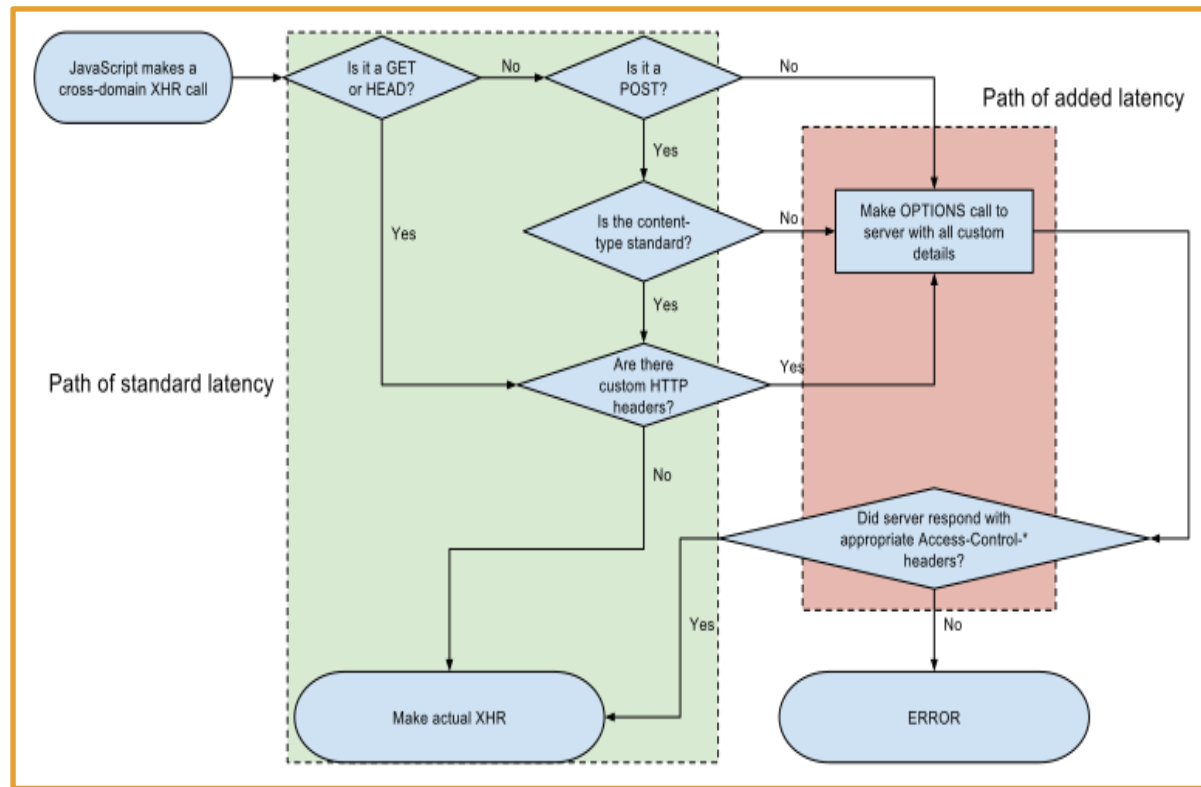 JavaScript makes a
cross-domain XHR call
Is it a GET
or HEAD?
No
Is it a
POST?
No
Path of added latency
Yes
Make OPTIONS call to
server with all custom
details
Is the content-
type standard?
No
Yes
Yes
Path of standard latency
Are there
custom HTTP
headers?
Yes
No
Did server respond with
appropriate Access-Control-*
headers?
Yes
No
Make actual XHR
ERROR